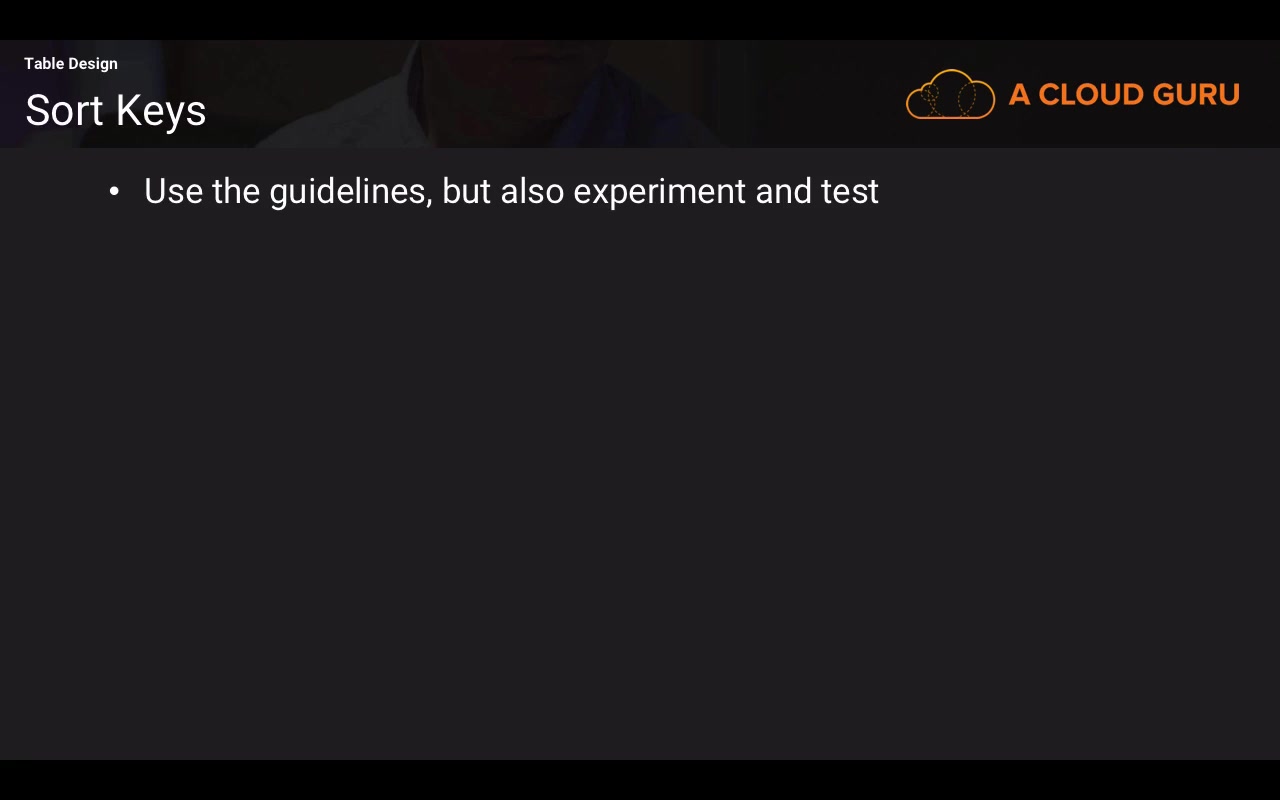 Table Design
Sort Keys
A CLOUD GURU
• Use the guidelines, but also experiment and test